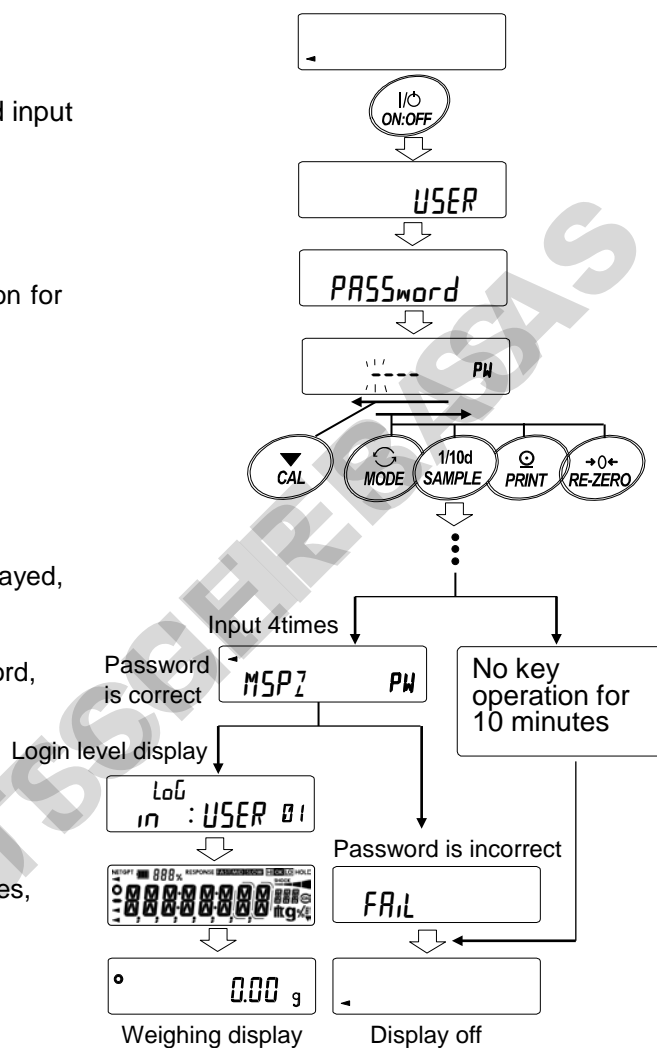 d input
I/⏻
ON:OFF
USER
on for
PASSword
---- PW
CAL
MODE
1/10d
SAMPLE
PRINT
→0←
RE-ZERO
ayed,
Input 4times
Password
is correct
ord,
MSPZ PW
No key
operation for
10 minutes
Login level display
LoG
in : USER 01
Password is incorrect
es,
FAiL
0.00 g
Weighing display
Display off